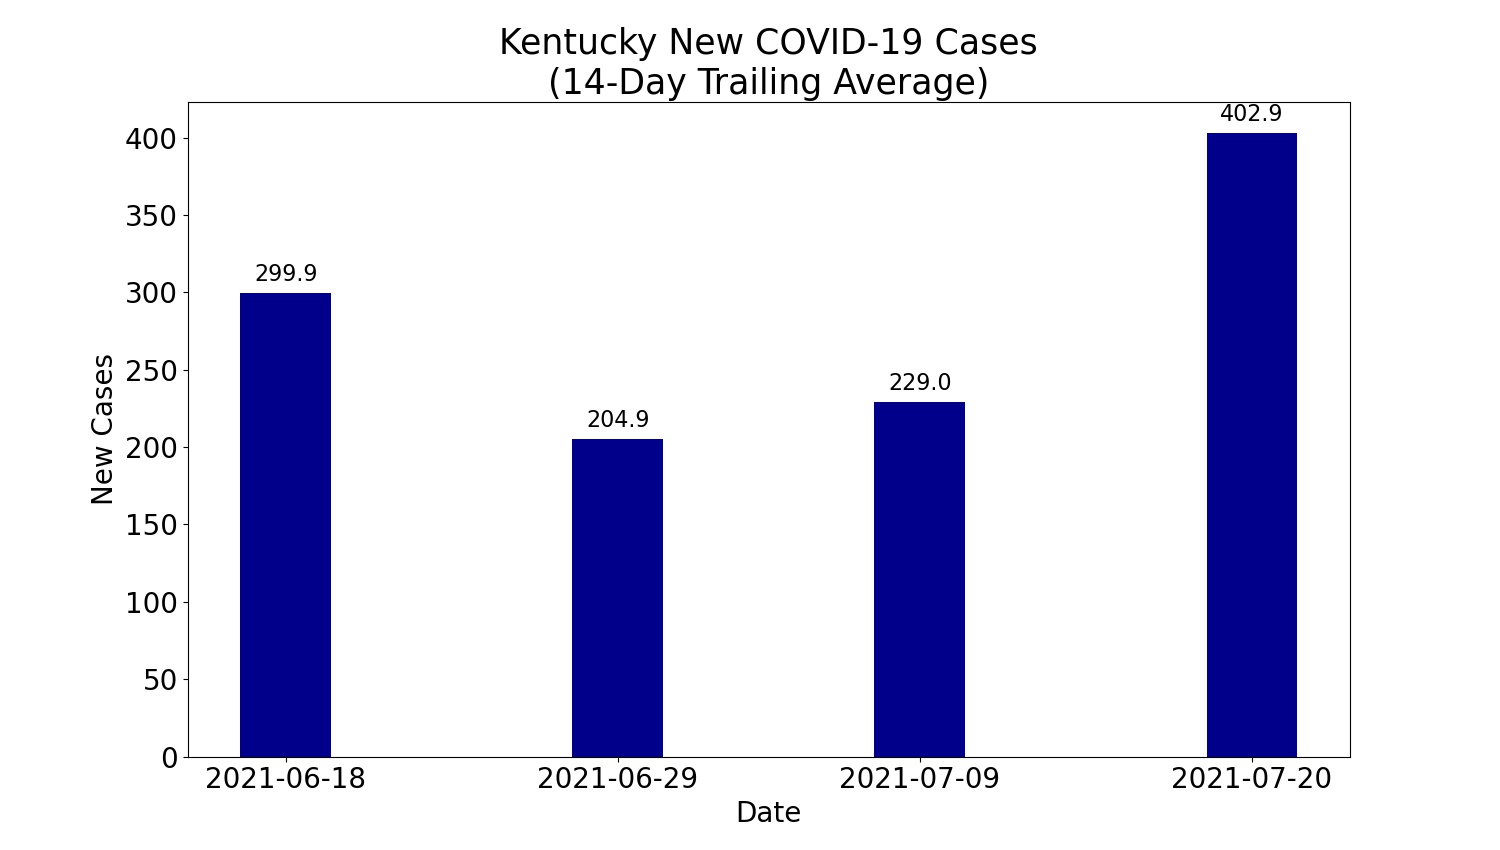 Kentucky New COVID-19 Cases
(14-Day Trailing Average)
402.9
400
350
299.9
300
250
229.0
204.9
200
150
100
50
0
New Cases
2021-06-18 2021-06-29 2021-07-09 2021-07-20
Date